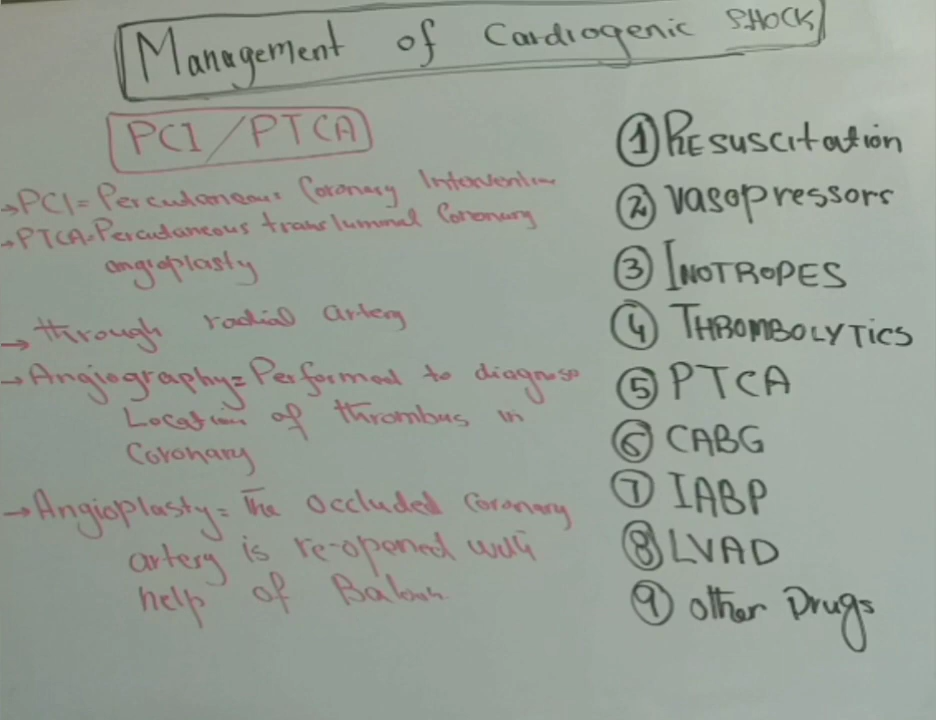 Management of Cardiogenic SHOCK
PCI/PTCA
→PCI=Percutaneous Coronary Intervention
→PTCA=Percutaneous transluminal Coronary
angioplasty
→through radial artery
→Angiography=Performed to diagnose
Location of thrombus in
Coronary
→Angioplasty=The occluded Coronary
artery is re-opened with
help of Baloon
① REsuscitation
② vasopressors
③ INOTROPES
④ THROMBOLYTiCS
⑤ PTCA
⑥ CABG
⑦ IABP
⑧ LVAD
⑨ other Drugs